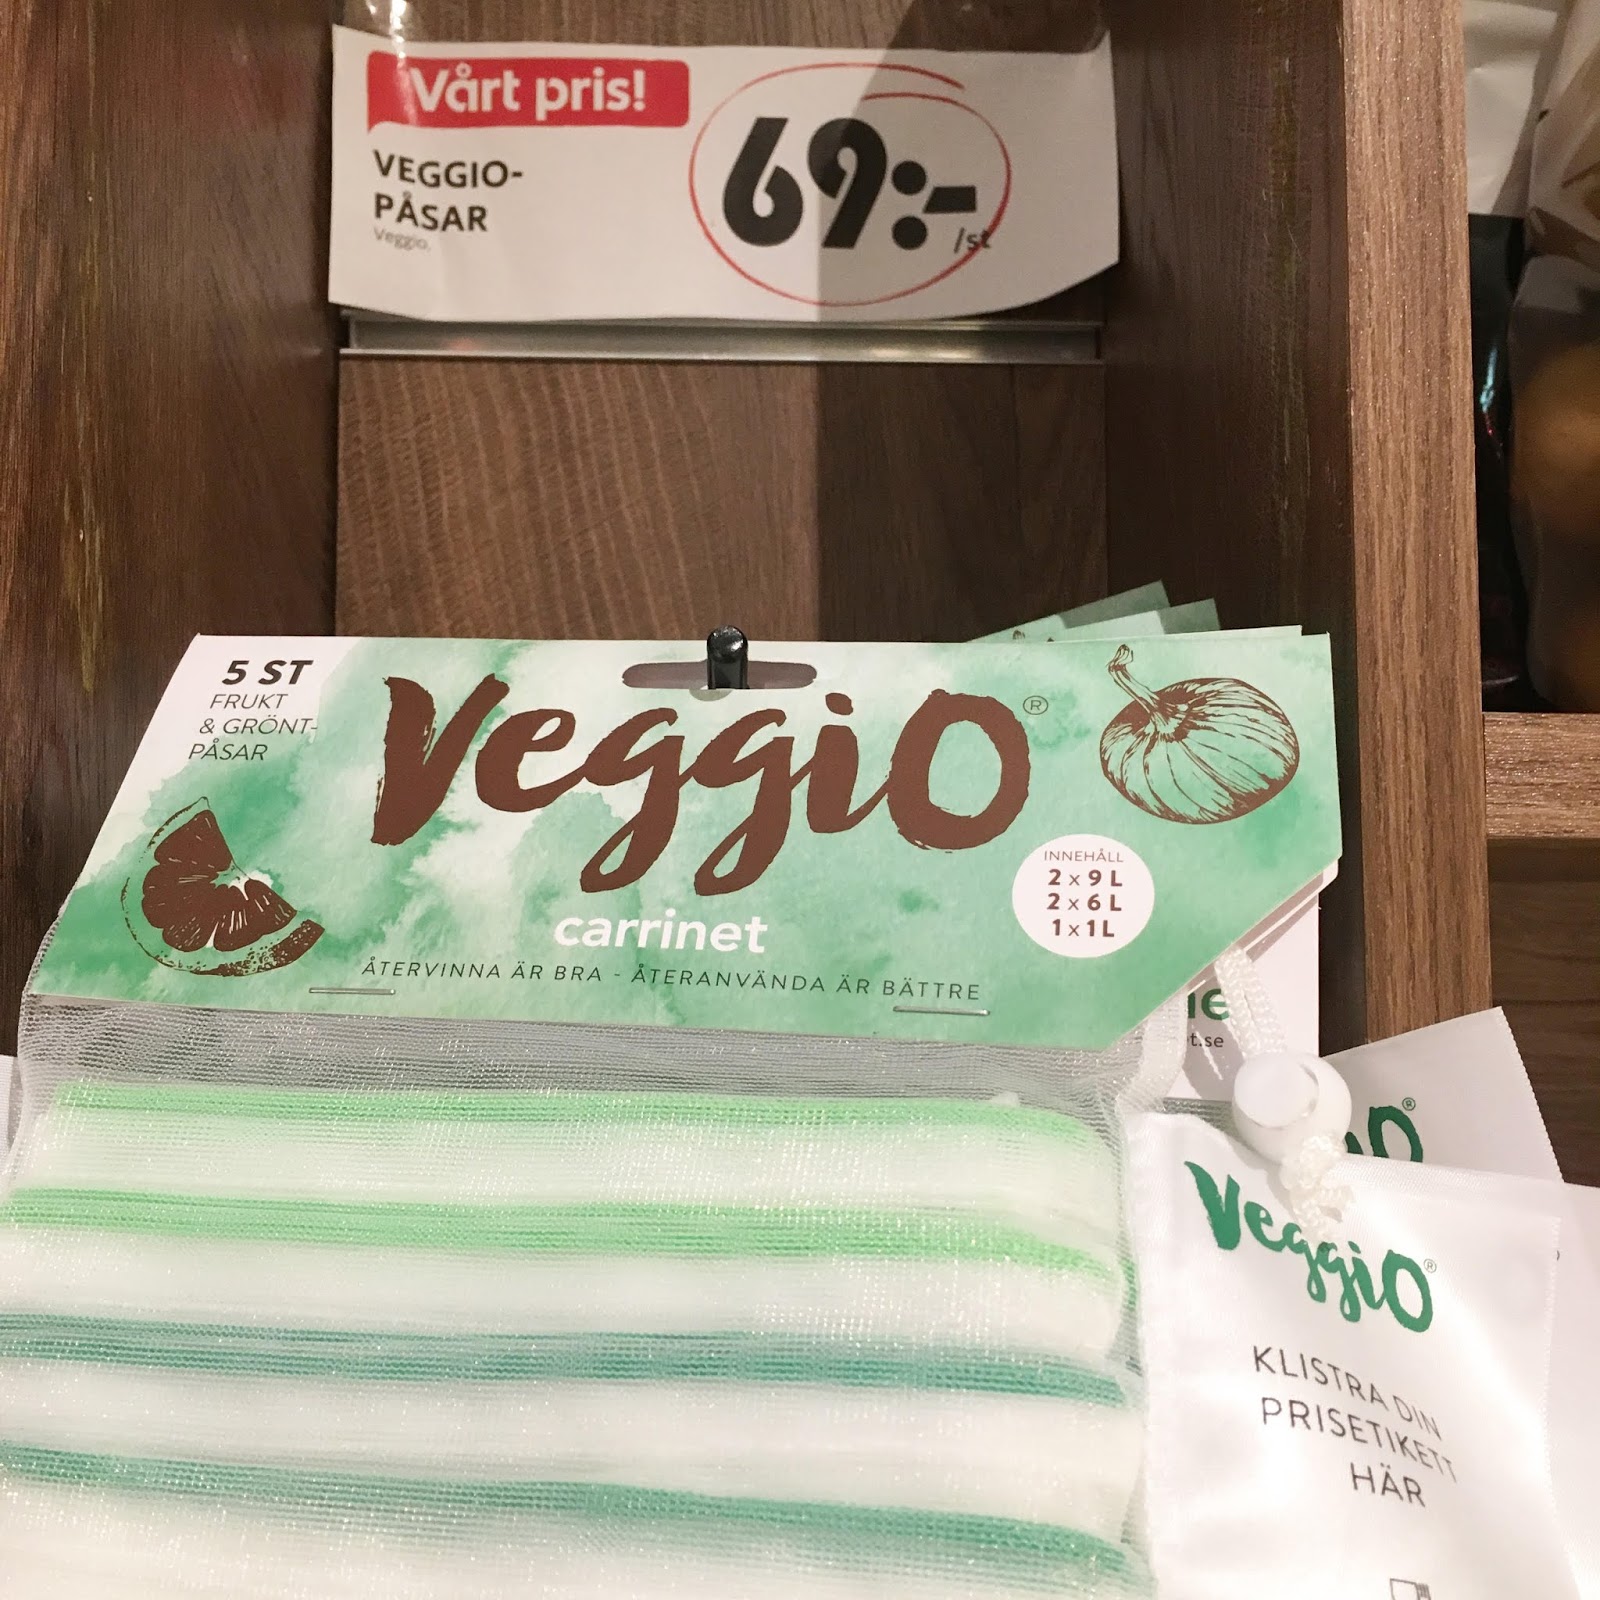 Vårt pris!
VEGGIO-
PÅSAR
Veggio.
69:-
/st
5 ST
FRUKT
& GRÖNT-
PÅSAR
VeggiO®
carrinet
INNEHÅLL
2 x 9 L
2 x 6 L
1 x 1 L
ÅTERVINNA ÄR BRA - ÅTERANVÄNDA ÄR BÄTTRE
t.se
VeggiO®
KLISTRA DIN
PRISETIKETT
HÄR